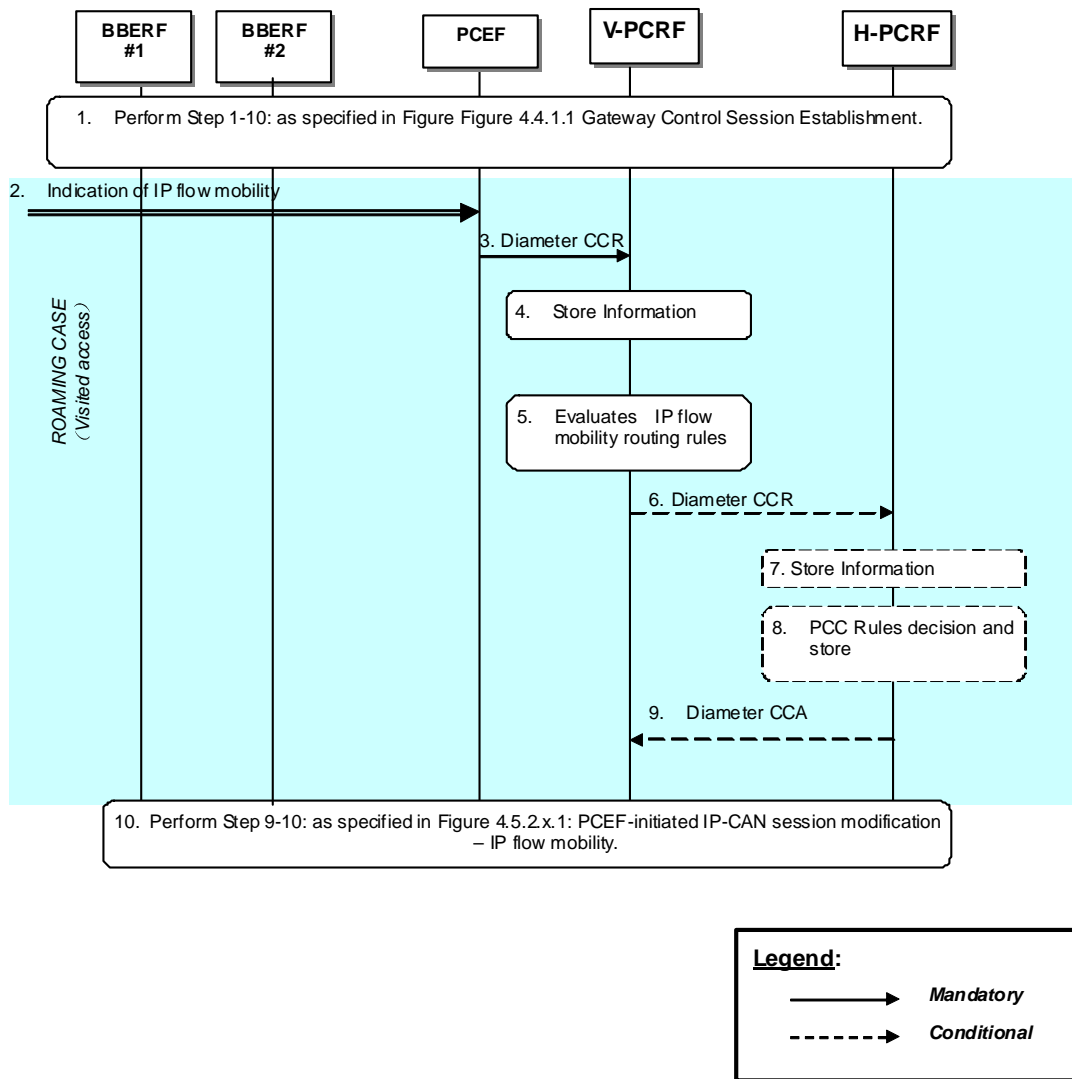 BBERF
#1
BBERF
#2
PCEF
V-PCRF
H-PCRF
1. Perform Step 1-10: as specified in Figure Figure 4.4.1.1 Gateway Control Session Establishment.
2. Indication of IP flow mobility
3. Diameter CCR
ROAMING CASE
(Visited access)
4. Store Information
5. Evaluates IP flow
mobility routing rules
6. Diameter CCR
7. Store Information
8. PCC Rules decision and
store
9. Diameter CCA
10. Perform Step 9-10: as specified in Figure 4.5.2.x.1: PCEF-initiated IP-CAN session modification
– IP flow mobility.
Legend:
Mandatory
Conditional